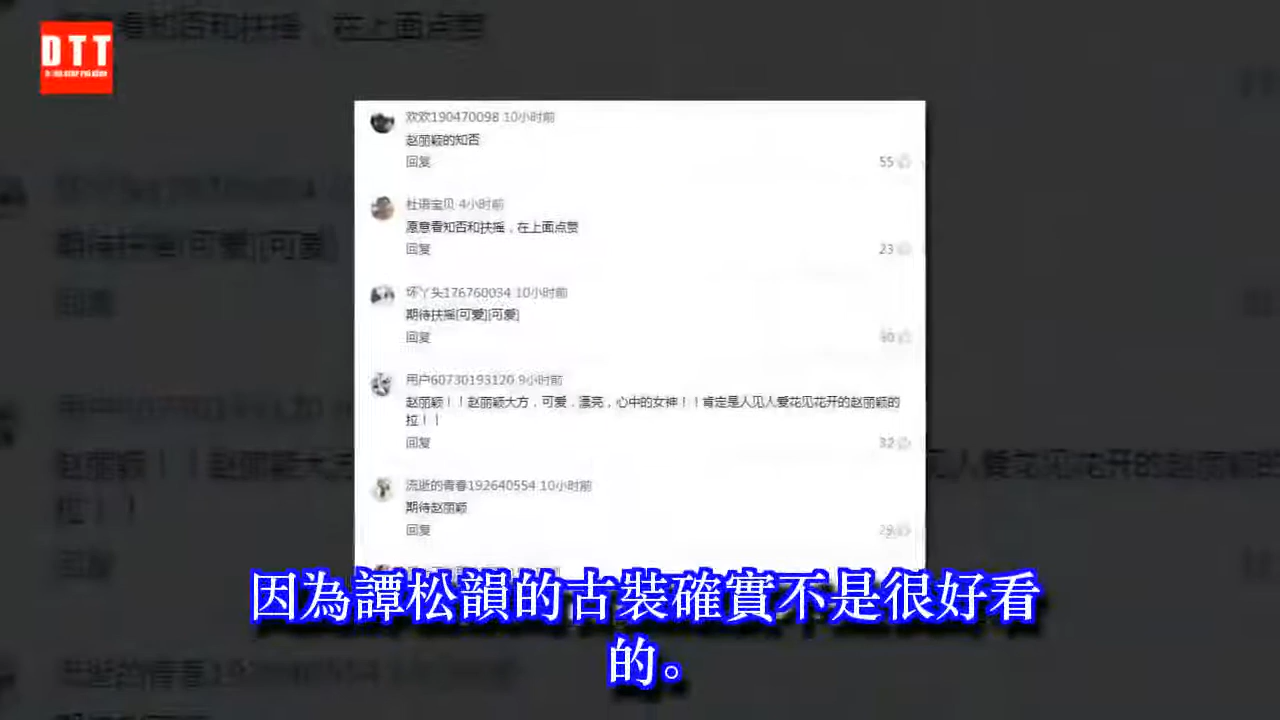 DTT
欢欢190470098 10小时前
赵丽颖的知否
回复
55
杜语宝贝 4小时前
愿意看知否和扶摇，在上面点赞
回复
23
坏丫头176760034 10小时前
期待扶摇[可爱][可爱]
回复
用户60730193120 9小时前
赵丽颖！！赵丽颖大方，可爱，漂亮，心中的女神！！肯定是人见人爱花见花开的赵丽颖的
拉！！
回复
32
流逝的青春192640554 10小时前
期待赵丽颖
回复
29
因為譚松韻的古裝確實不是很好看
的。